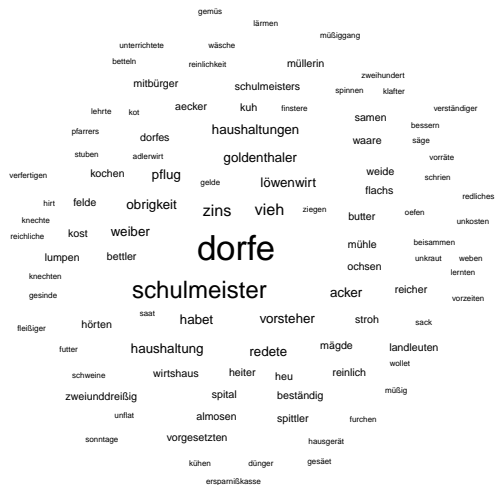 gemüs
lärmen
müßiggang
unterrichtete wäsche
betteln reinlichkeit müllerin
zweihundert
mitbürger schulmeisters spinnen klafter
lehrte kot aecker kuh finstere samen verständiger
pfarrers dorfes haushaltungen waare bessern
säge
stuben aderwirt goldenthaler vorräte
verfertigen kochen pflug gelde löwenwirt weide schrien
flachs
hirt felde obrigkeit zins vieh ziegen butter oefen redliches
knechte unkosten
reichliche kost weiber
dorfe mühle beisammen
lumpen bettler unkraut weben
knechten ochsen lernten
gesinde schulmeister acker reicher vorzeiten
saat
fleißiger hörten habet vorsteher stroh sack
futter haushaltung redete mägde landleuten
wollet
schweine wirtshaus heiter heu reinlich
zweiunddreißig spital beständig müßig
unflat almosen spittler furchen
sonntage vorgesetzten hausgerät
kühen dünger gesäet
ersparnißkasse